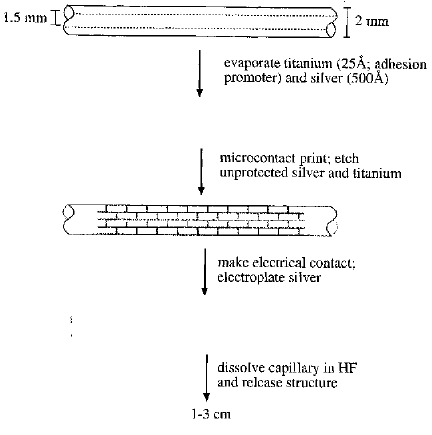 1.5 mm
2 mm
evaporate titanium (25Å; adhesion
promoter) and silver (500Å)
microcontact print; etch
unprotected silver and titanium
make electrical contact;
electroplate silver
dissolve capillary in HF
and release structure
1-3 cm